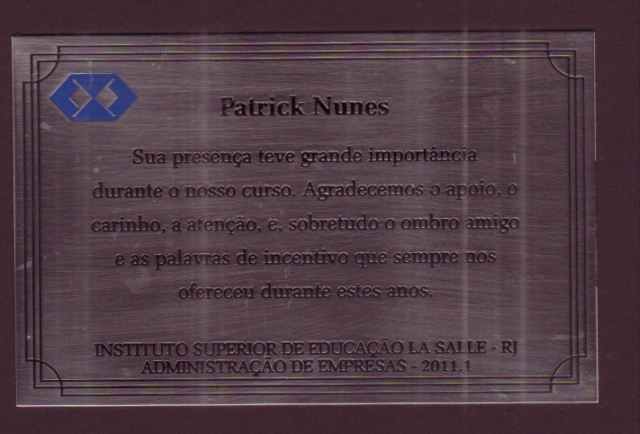 Patrick Nunes
Sua presença teve grande importância
durante o nosso curso. Agradecemos o apoio, o
carinho, a atenção, e, sobretudo o ombro amigo
e as palavras de incentivo que sempre nos
ofereceu durante estes anos.
INSTITUTO SUPERIOR DE EDUCAÇÃO LA SALLE - RJ
ADMINISTRAÇÃO DE EMPRESAS - 2011.1